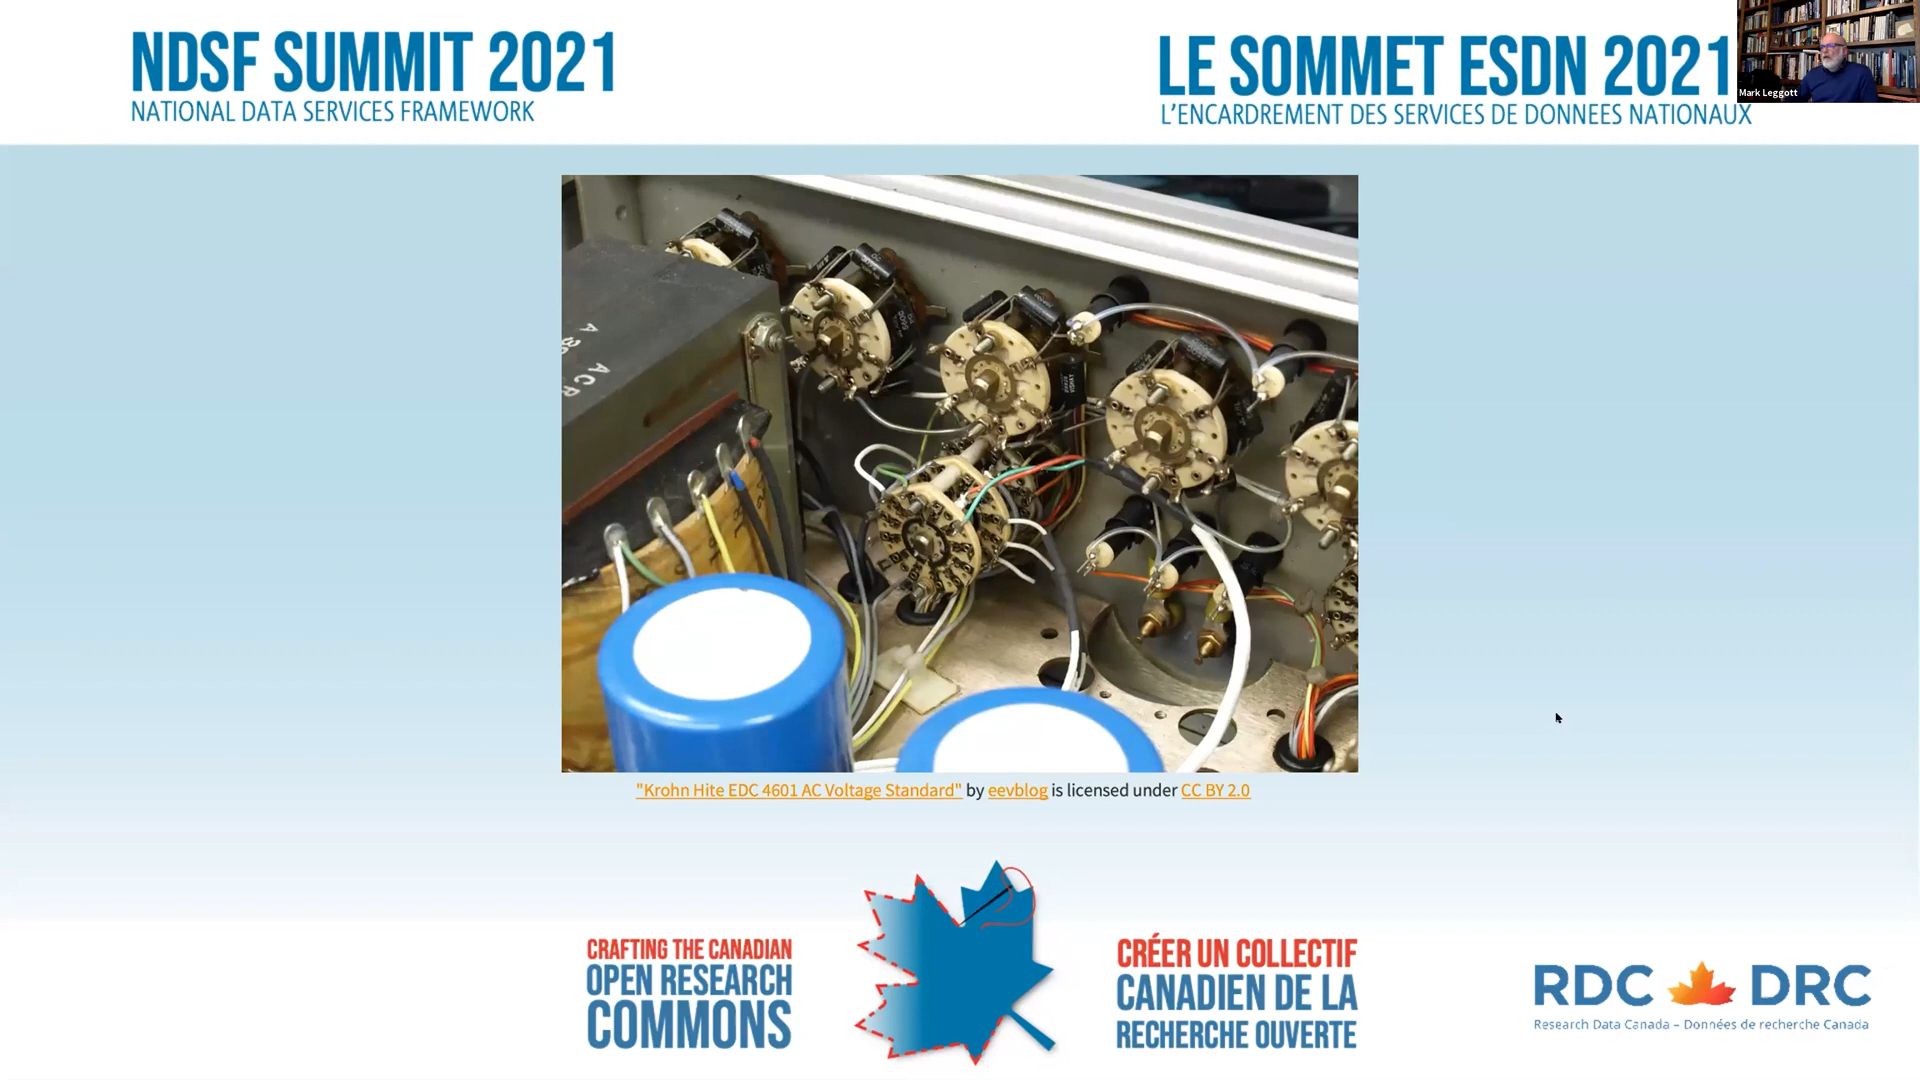 NDSF SUMMIT 2021
NATIONAL DATA SERVICES FRAMEWORK
LE SOMMET ESDN 2021
L'ENCARDREMENT DES SERVICES DE DONNEES NATIONAUX
Mark Leggott
ACR
VISHAY
"Krohn Hite EDC 4601 AC Voltage Standard" by eevblog is licensed under CC BY 2.0
CRAFTING THE CANADIAN
OPEN RESEARCH
COMMONS
CRÉER UN COLLECTIF
CANADIEN DE LA
RECHERCHE OUVERTE
RDC DRC
Research Data Canada – Données de recherche Canada